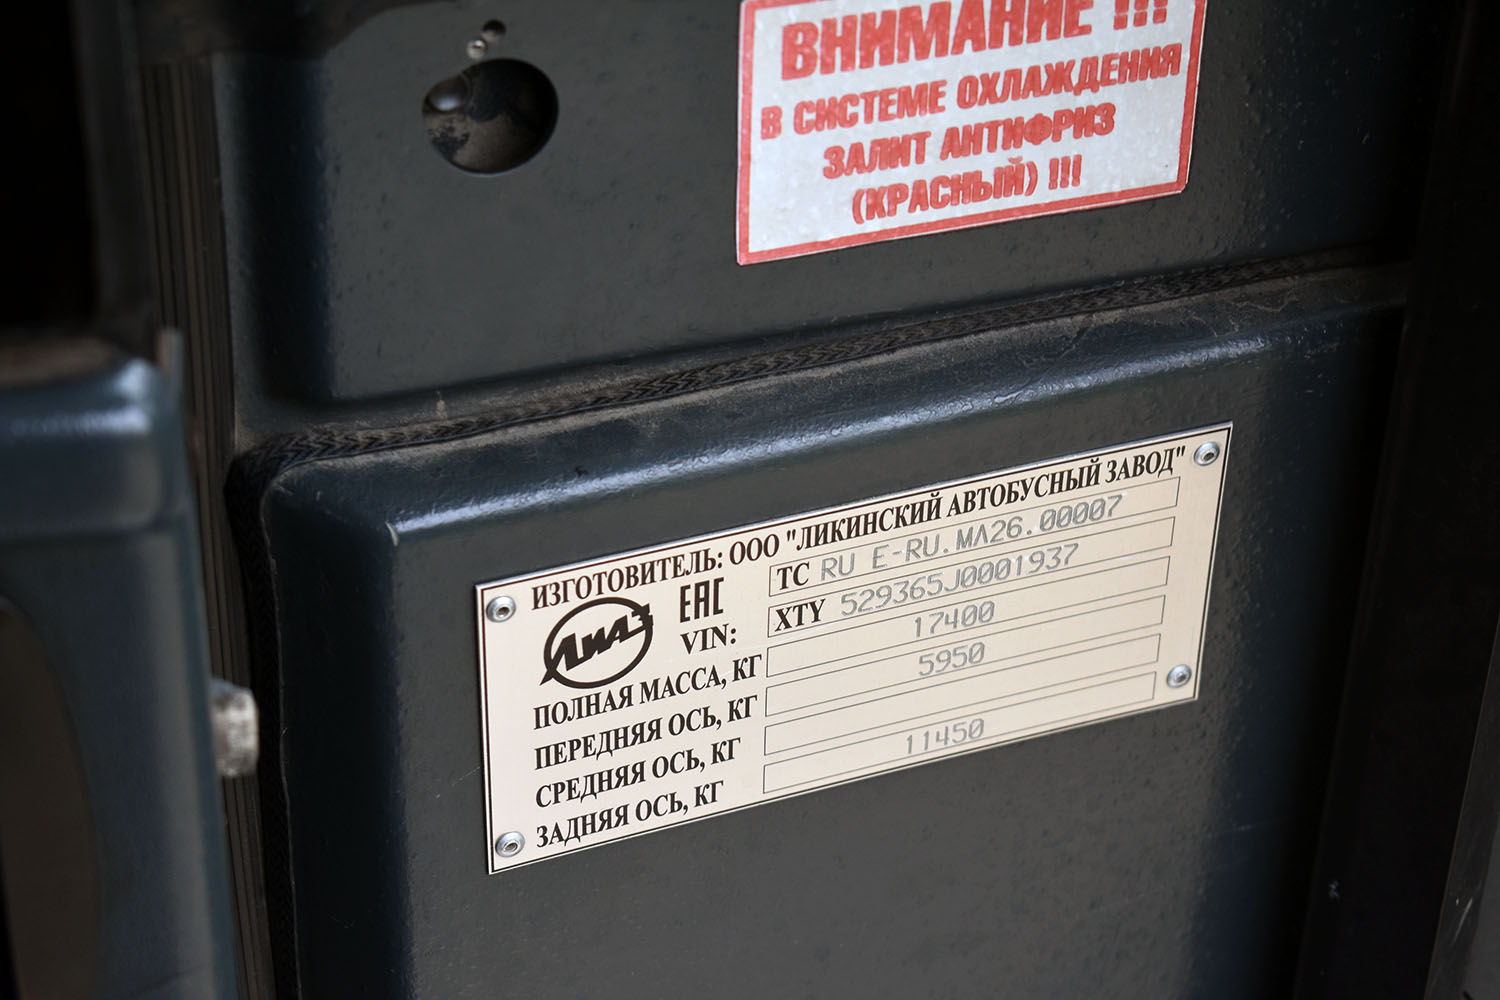 ВНИМАНИЕ !!!
В СИСТЕМЕ ОХЛАЖДЕНИЯ
ЗАЛИТ АНТИФРИЗ
(КРАСНЫЙ) !!!
ИЗГОТОВИТЕЛЬ: ООО "ЛИКИНСКИЙ АВТОБУСНЫЙ ЗАВОД"
ЛиАЗ EAC ТС RU E-RU.МЛ26.00007
VIN: XTY 529365J0001937
ПОЛНАЯ МАССА, КГ 17400
ПЕРЕДНЯЯ ОСЬ, КГ 5950
СРЕДНЯЯ ОСЬ, КГ
ЗАДНЯЯ ОСЬ, КГ 11450